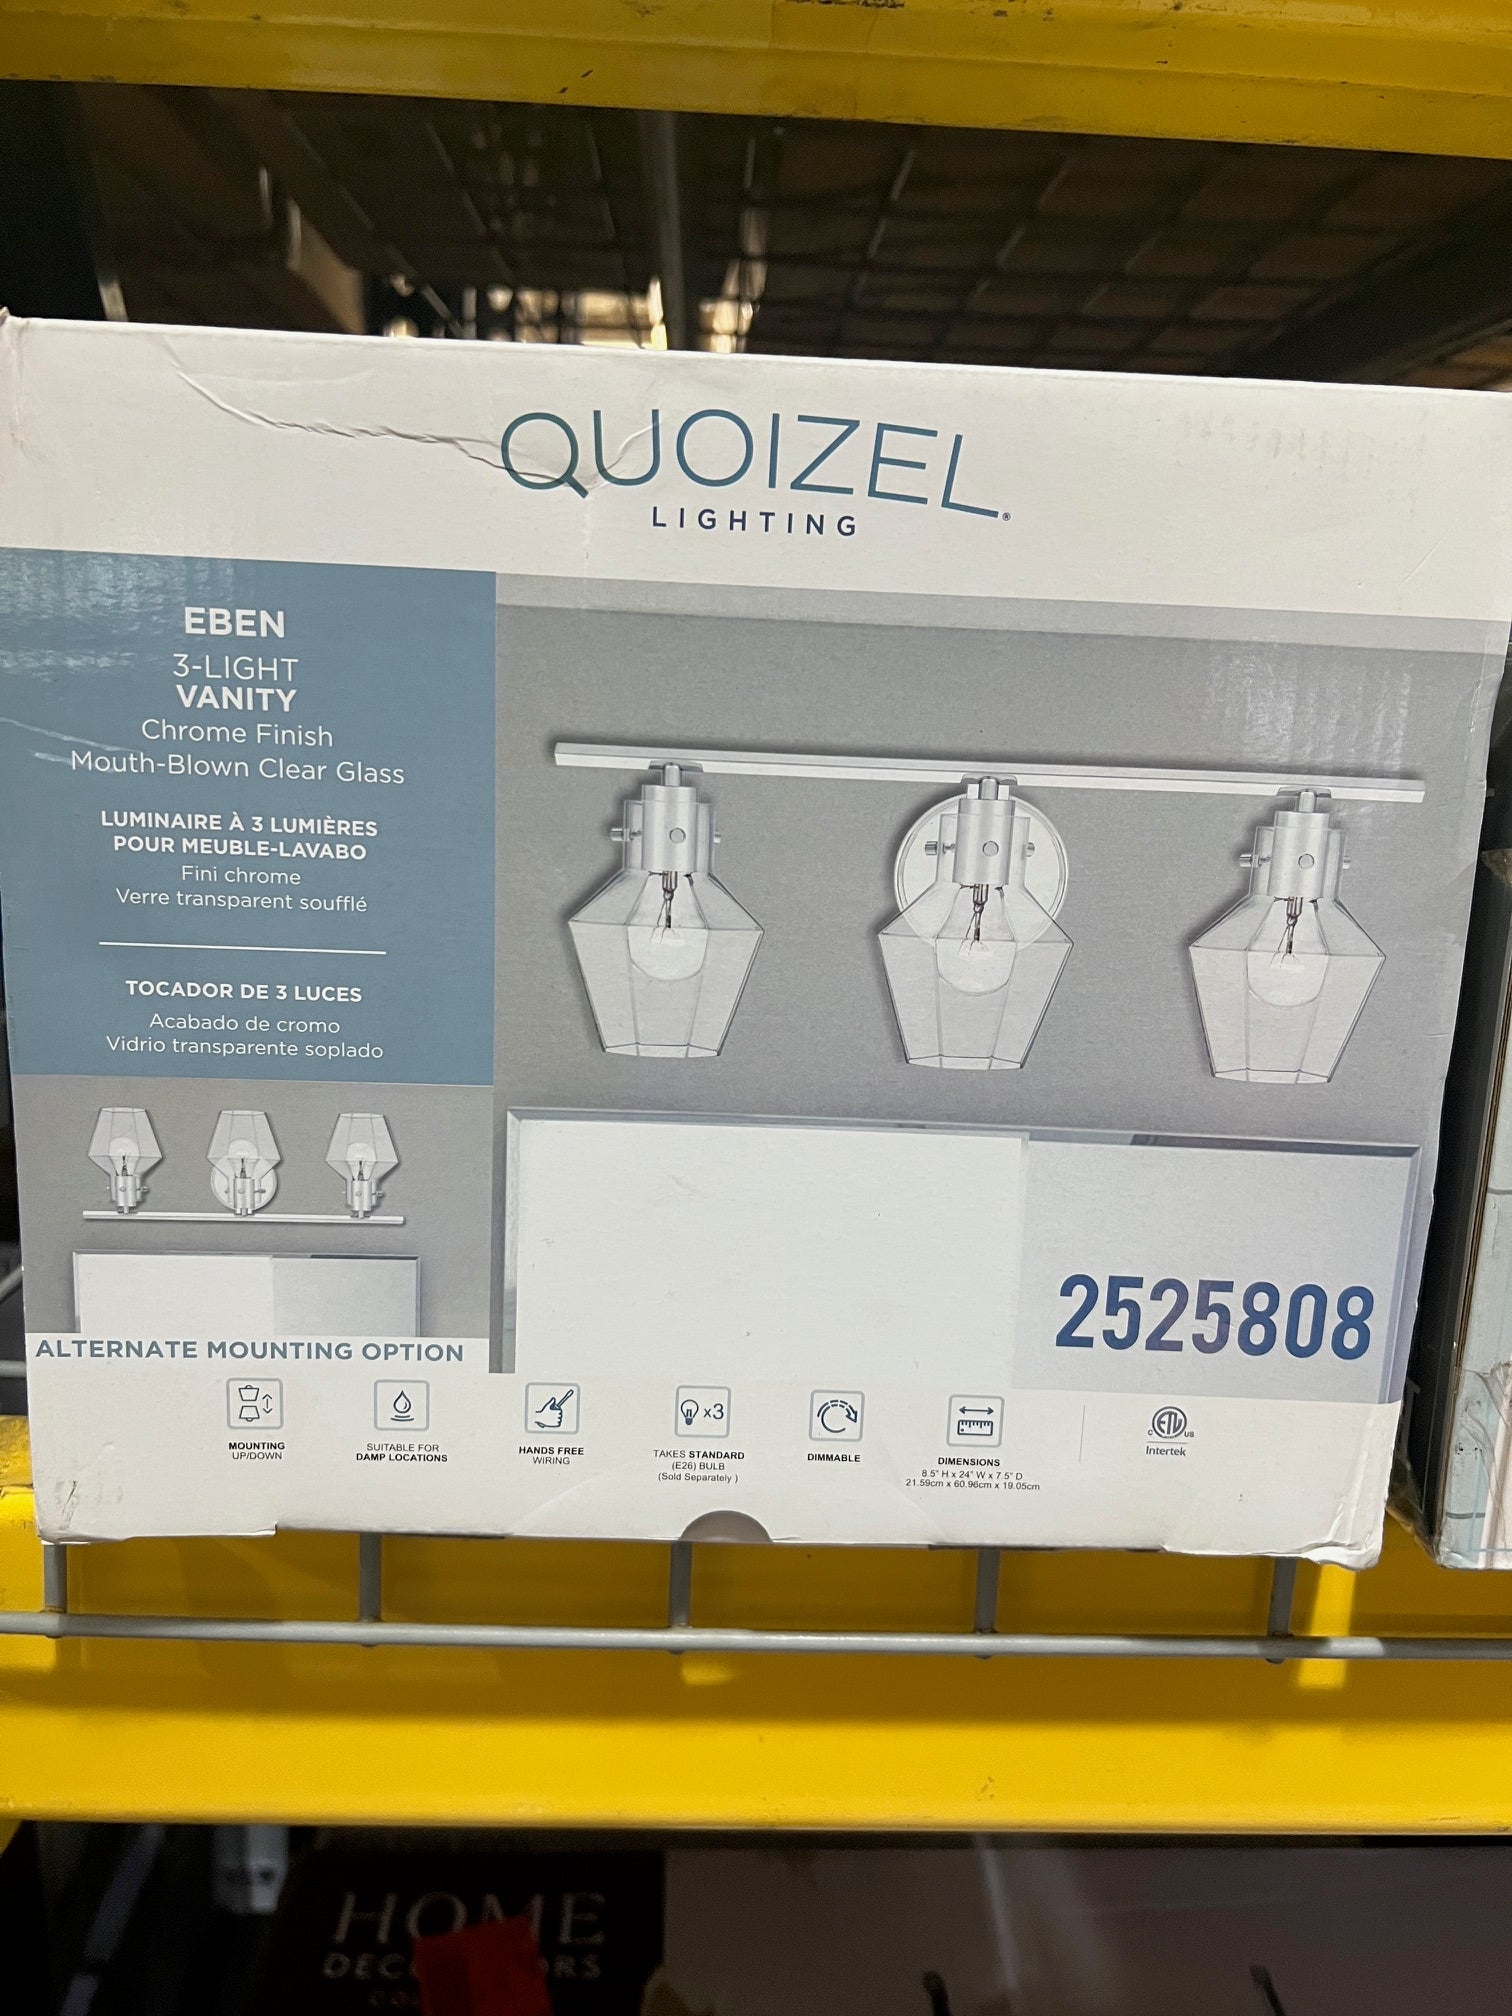 QUOIZEL®
LIGHTING
EBEN
3-LIGHT
VANITY
Chrome Finish
Mouth-Blown Clear Glass
LUMINAIRE À 3 LUMIÈRES
POUR MEUBLE-LAVABO
Fini chrome
Verre transparent soufflé
TOCADOR DE 3 LUCES
Acabado de cromo
Vidrio transparente soplado
ALTERNATE MOUNTING OPTION
2525808
MOUNTING
UP/DOWN
SUITABLE FOR
DAMP LOCATIONS
HANDS FREE
WIRING
x3
TAKES STANDARD
(E26) BULB
(Sold Separately )
DIMMABLE
DIMENSIONS
8.5" H x 24" W x 7.5" D
21.59cm x 60.96cm x 19.05cm
C ETL US
Intertek
HOME